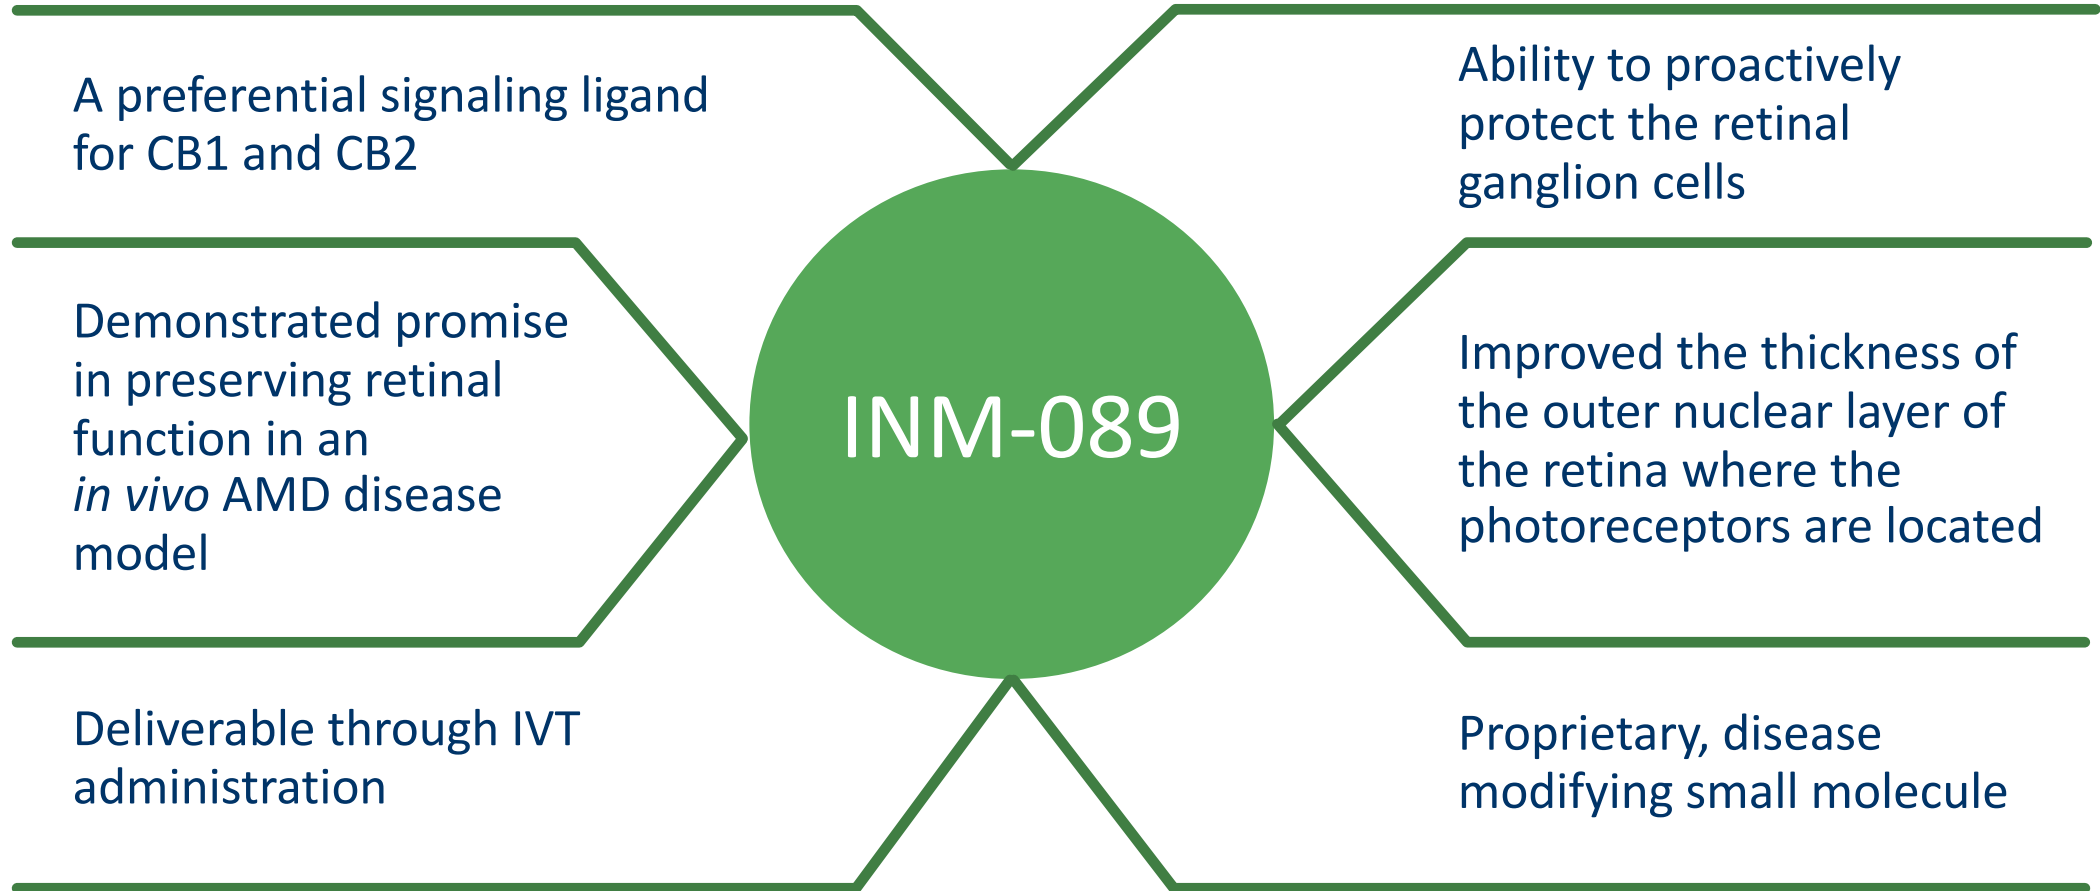 A preferential signaling ligand
for CB1 and CB2
Demonstrated promise
in preserving retinal
function in an
in vivo AMD disease
model
Deliverable through IVT
administration
INM-089
Ability to proactively
protect the retinal
ganglion cells
Improved the thickness of
the outer nuclear layer of
the retina where the
photoreceptors are located
Proprietary, disease
modifying small molecule